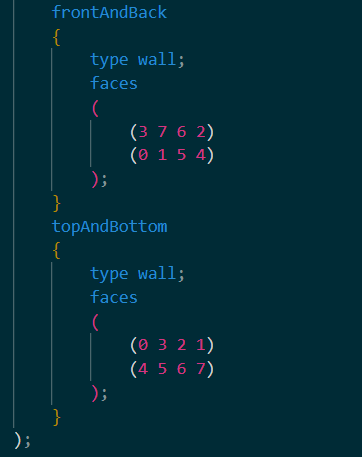 frontAndBack
{
type wall;
faces
(
(3 7 6 2)
(0 1 5 4)
);
}
topAndBottom
{
type wall;
faces
(
(0 3 2 1)
(4 5 6 7)
);
}
);